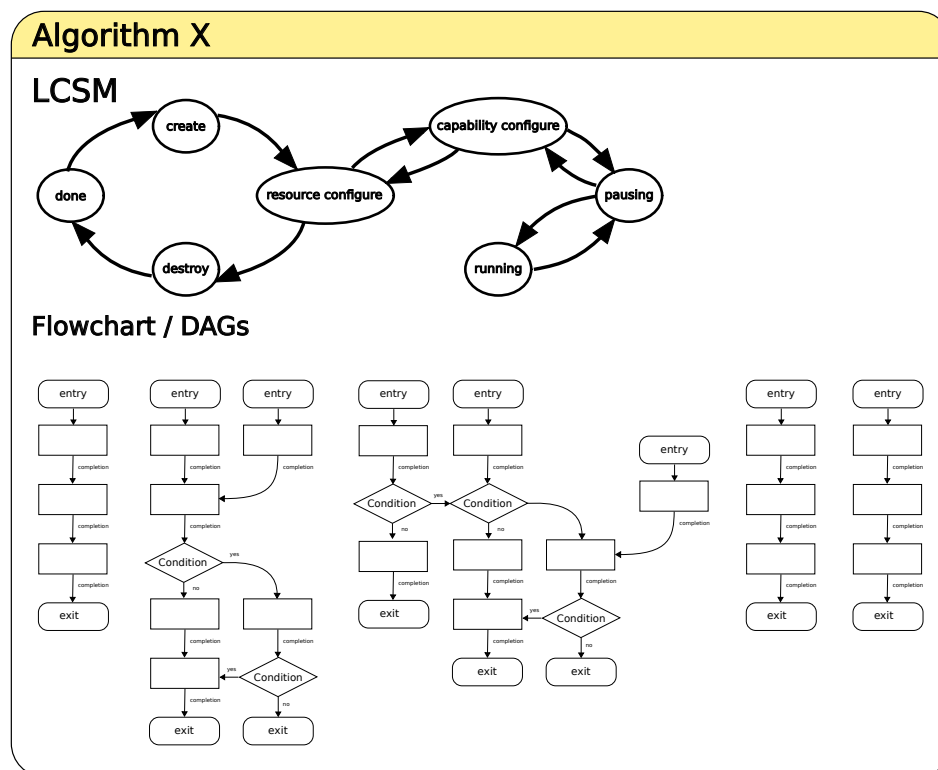 Algorithm X
LCSM
create
capability configure
done
resource configure
pausing
destroy
running
Flowchart / DAGs
entry
completion
completion
completion
exit
entry
entry
completion
completion
completion
Condition
yes
no
completion
completion
Condition
yes
no
completion
exit
exit
entry
entry
completion
completion
Condition
yes
Condition
no
no
completion
completion
exit
entry
completion
completion
Condition
yes
no
completion
exit
exit
entry
completion
completion
completion
exit
entry
completion
completion
completion
exit